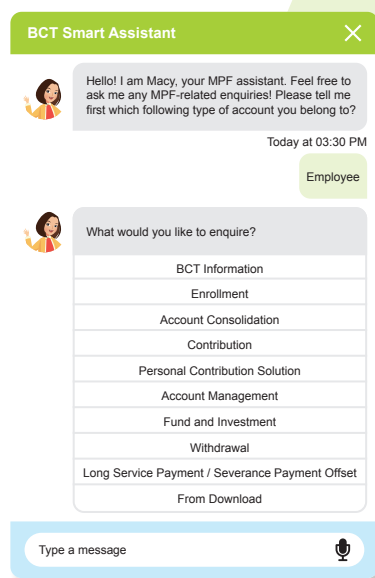 BCT Smart Assistant
Hello! I am Macy, your MPF assistant. Feel free to
ask me any MPF-related enquiries! Please tell me
first which following type of account you belong to?
Today at 03:30 PM
Employee
What would you like to enquire?
BCT Information
Enrollment
Account Consolidation
Contribution
Personal Contribution Solution
Account Management
Fund and Investment
Withdrawal
Long Service Payment / Severance Payment Offset
From Download
Type a message